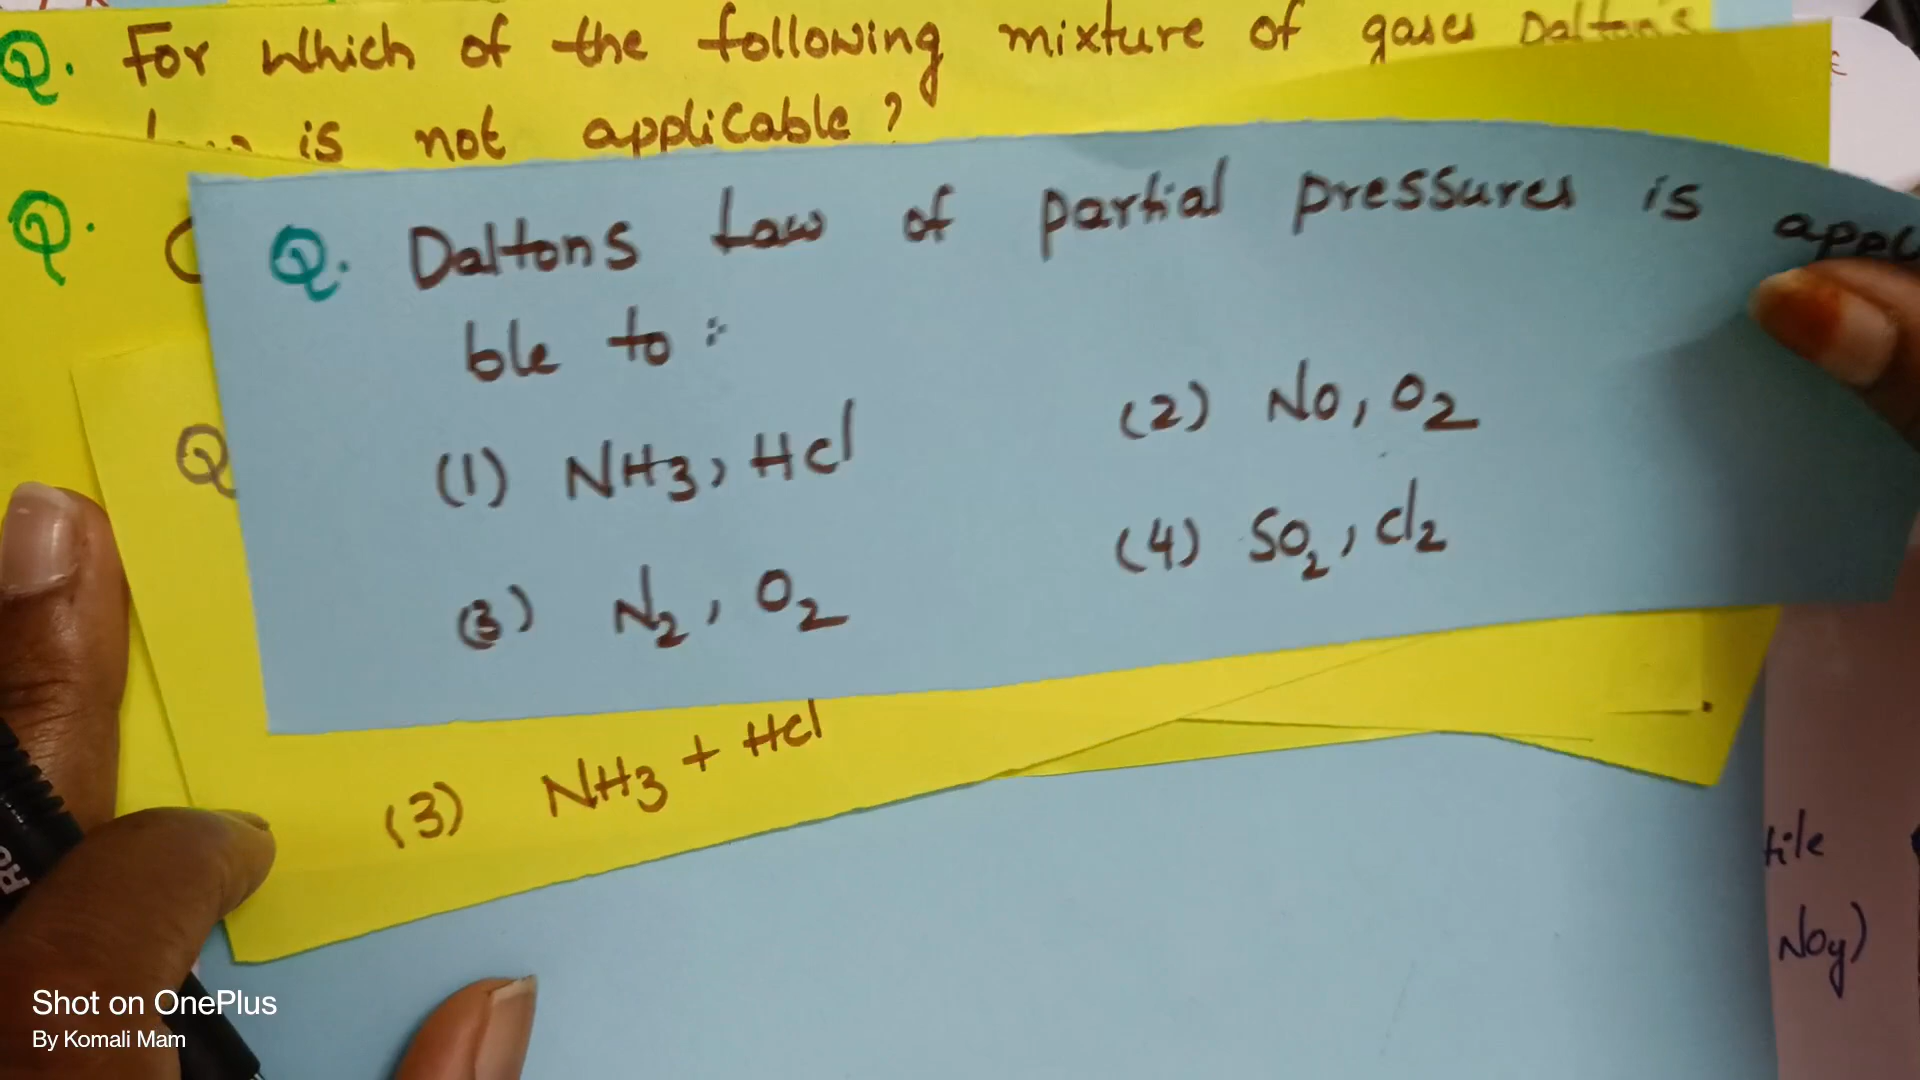 Q. For which of the following mixture of gases Dalton's
is not applicable?
Q.
Q. Daltons Law of partial pressures is appl
ble to:
(1) NH3, HCl
(2) NO, O2
Q
(3) N2, O2
(4) SO2, Cl2
(3) NH3 + HCl
tile
Noy)
Shot on OnePlus
By Komali Mam